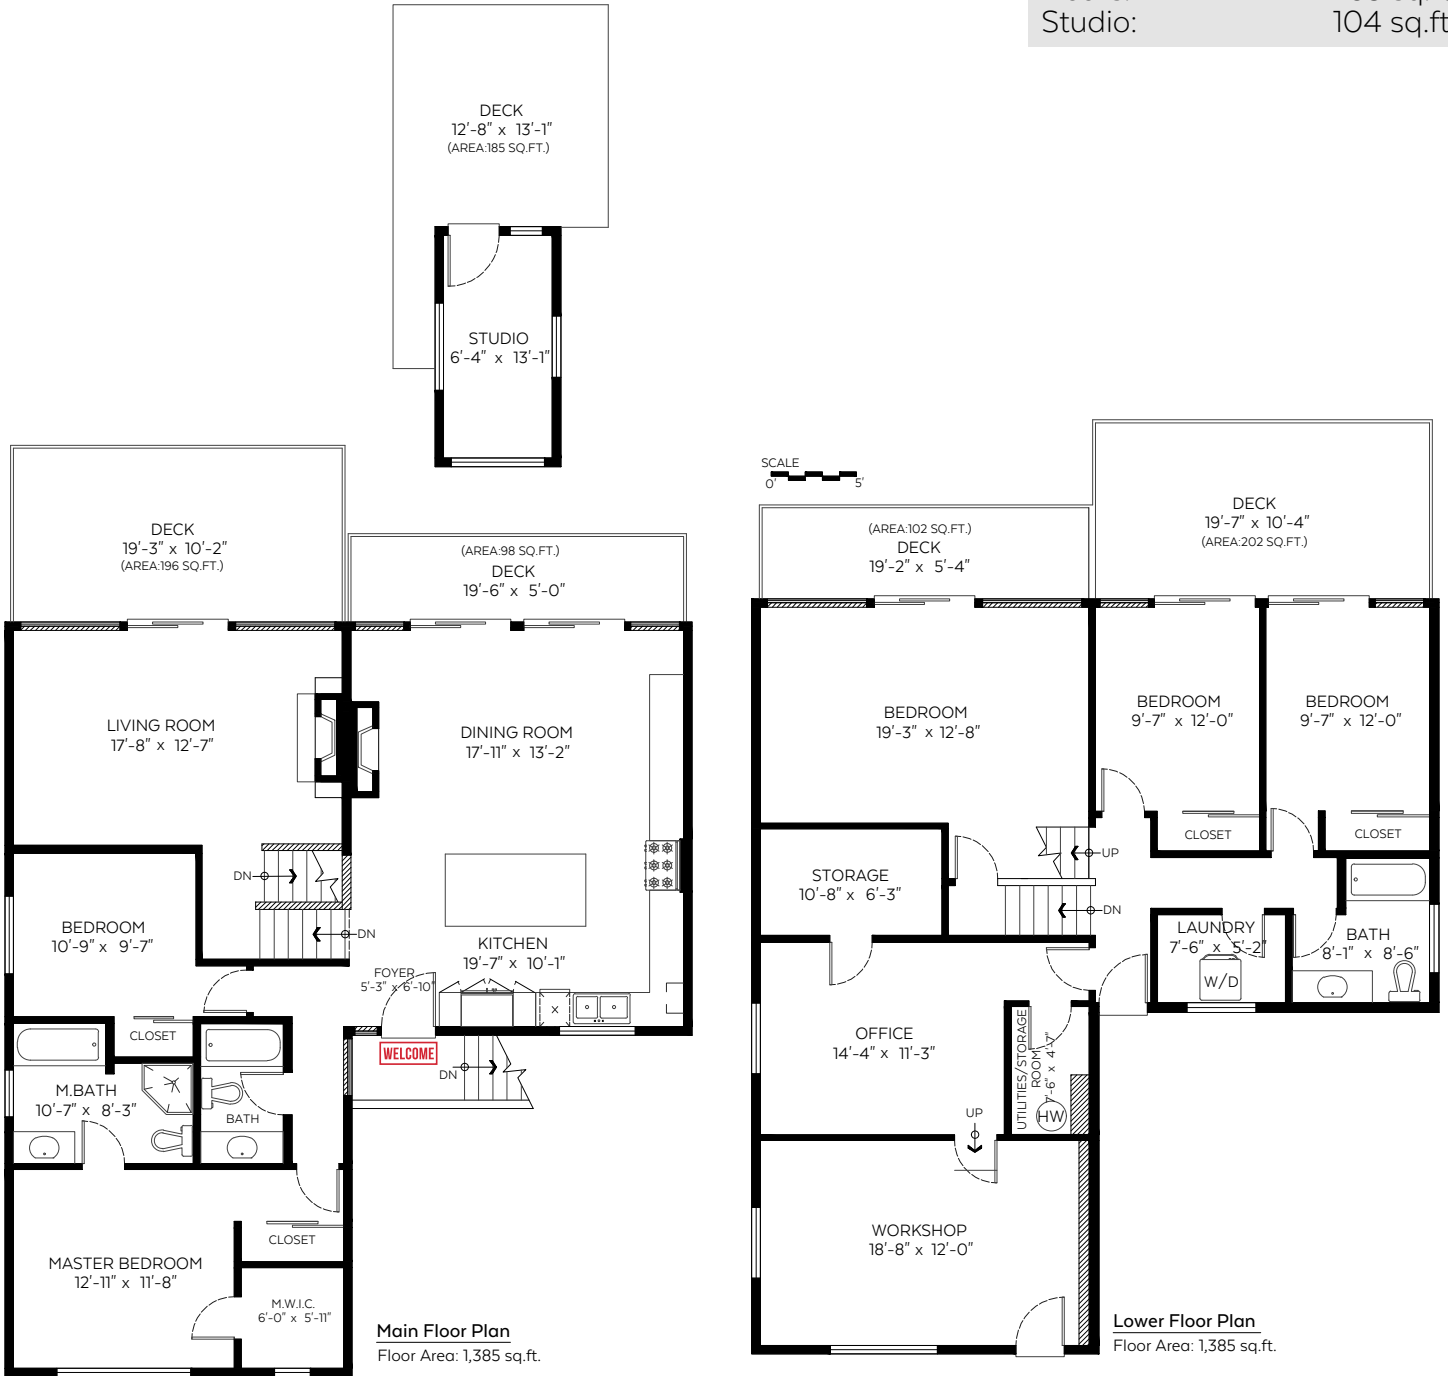 Studio: 104 sq.ft
DECK
12'-8" x 13'-1"
(AREA:185 SQ.FT.)
STUDIO
6'-4" x 13'-1"
DECK
19'-3" x 10'-2"
(AREA:196 SQ.FT.)
(AREA:98 SQ.FT.)
DECK
19'-6" x 5'-0"
LIVING ROOM
17'-8" x 12'-7"
DINING ROOM
17'-11" x 13'-2"
DN
DN
BEDROOM
10'-9" x 9'-7"
KITCHEN
19'-7" x 10'-1"
FOYER
5'-3" x 6'-10"
X
CLOSET
WELCOME
DN
M.BATH
10'-7" x 8'-3"
BATH
CLOSET
MASTER BEDROOM
12'-11" x 11'-8"
M.W.I.C.
6'-0" x 5'-11"
Main Floor Plan
Floor Area: 1,385 sq.ft.
SCALE
0' 5'
(AREA:102 SQ.FT.)
DECK
19'-2" x 5'-4"
DECK
19'-7" x 10'-4"
(AREA:202 SQ.FT.)
BEDROOM
19'-3" x 12'-8"
BEDROOM
9'-7" x 12'-0"
BEDROOM
9'-7" x 12'-0"
CLOSET
CLOSET
UP
STORAGE
10'-8" x 6'-3"
DN
LAUNDRY
7'-6" x 5'-2"
W/D
BATH
8'-1" x 8'-6"
OFFICE
14'-4" x 11'-3"
UTILITIES/STORAGE
ROOM
7'-6" x 4'-7"
HW
UP
WORKSHOP
18'-8" x 12'-0"
Lower Floor Plan
Floor Area: 1,385 sq.ft.